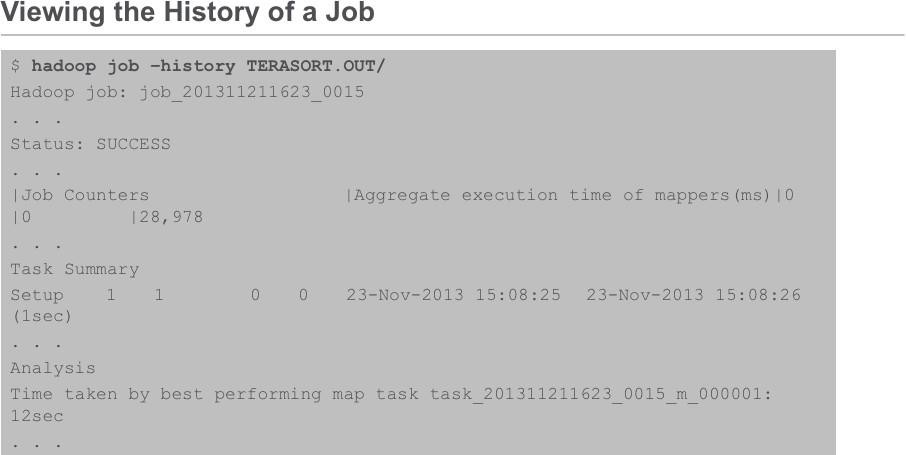 Viewing the History of a Job
$ hadoop job –history TERASORT.OUT/
Hadoop job: job_201311211623_0015
. . .
Status: SUCCESS
. . .
|Job Counters |Aggregate execution time of mappers(ms)|0
|0 |28,978
. . .
Task Summary
Setup 1 1 0 0 23-Nov-2013 15:08:25 23-Nov-2013 15:08:26
(1sec)
. . .
Analysis
Time taken by best performing map task task_201311211623_0015_m_000001:
12sec
. . .